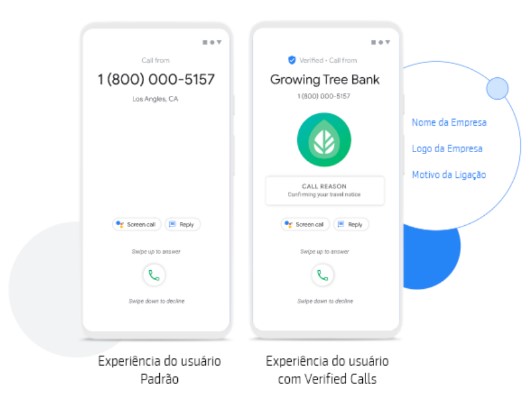 Call from
1 (800) 000-5157
Los Angles, CA
Screen call
Reply
Swipe up to answer
Swipe down to decline
Experiência do usuário
Padrão
Verified • Call from
Growing Tree Bank
1 (800) 000-5157
CALL REASON
Confirming your travel notice
Screen call
Reply
Swipe up to answer
Swipe down to decline
Experiência do usuário
com Verified Calls
Nome da Empresa
Logo da Empresa
Motivo da Ligação